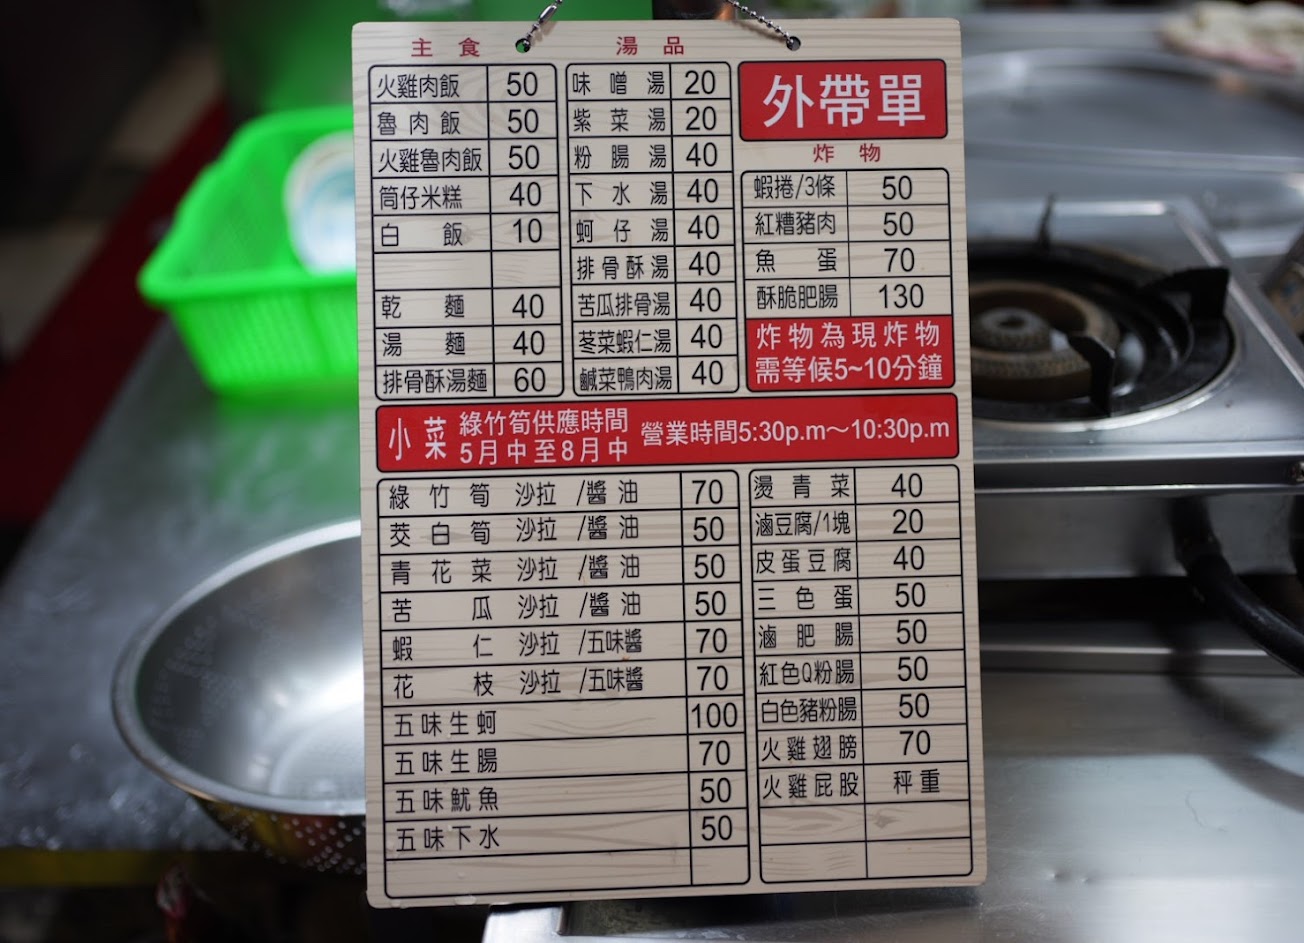 主食
火雞肉飯 50
魯肉飯 50
火雞魯肉飯 50
筒仔米糕 40
白飯 10
乾麵 40
湯麵 40
排骨酥湯麵 60
湯品
味噌湯 20
紫菜湯 20
粉腸湯 40
下水湯 40
蚵仔湯 40
排骨酥湯 40
苦瓜排骨湯 40
茎菜蝦仁湯 40
鹹菜鴨肉湯 40
外帶單
炸物
蝦捲/3條 50
紅糟豬肉 50
魚蛋 70
酥脆肥腸 130
炸物為現炸物
需等候5~10分鐘
小菜
綠竹筍供應時間
5月中至8月中
營業時間5:30p.m～10:30p.m
綠竹筍 沙拉 /醬油 70
茭白筍 沙拉 /醬油 50
青花菜 沙拉 /醬油 50
苦瓜 沙拉 /醬油 50
蝦仁 沙拉 /五味醬 70
花枝 沙拉 /五味醬 70
五味生蚵 100
五味生腸 70
五味魷魚 50
五味下水 50
燙青菜 40
滷豆腐/1塊 20
皮蛋豆腐 40
三色蛋 50
滷肥腸 50
紅色Q粉腸 50
白色豬粉腸 50
火雞翅膀 70
火雞屁股 秤重